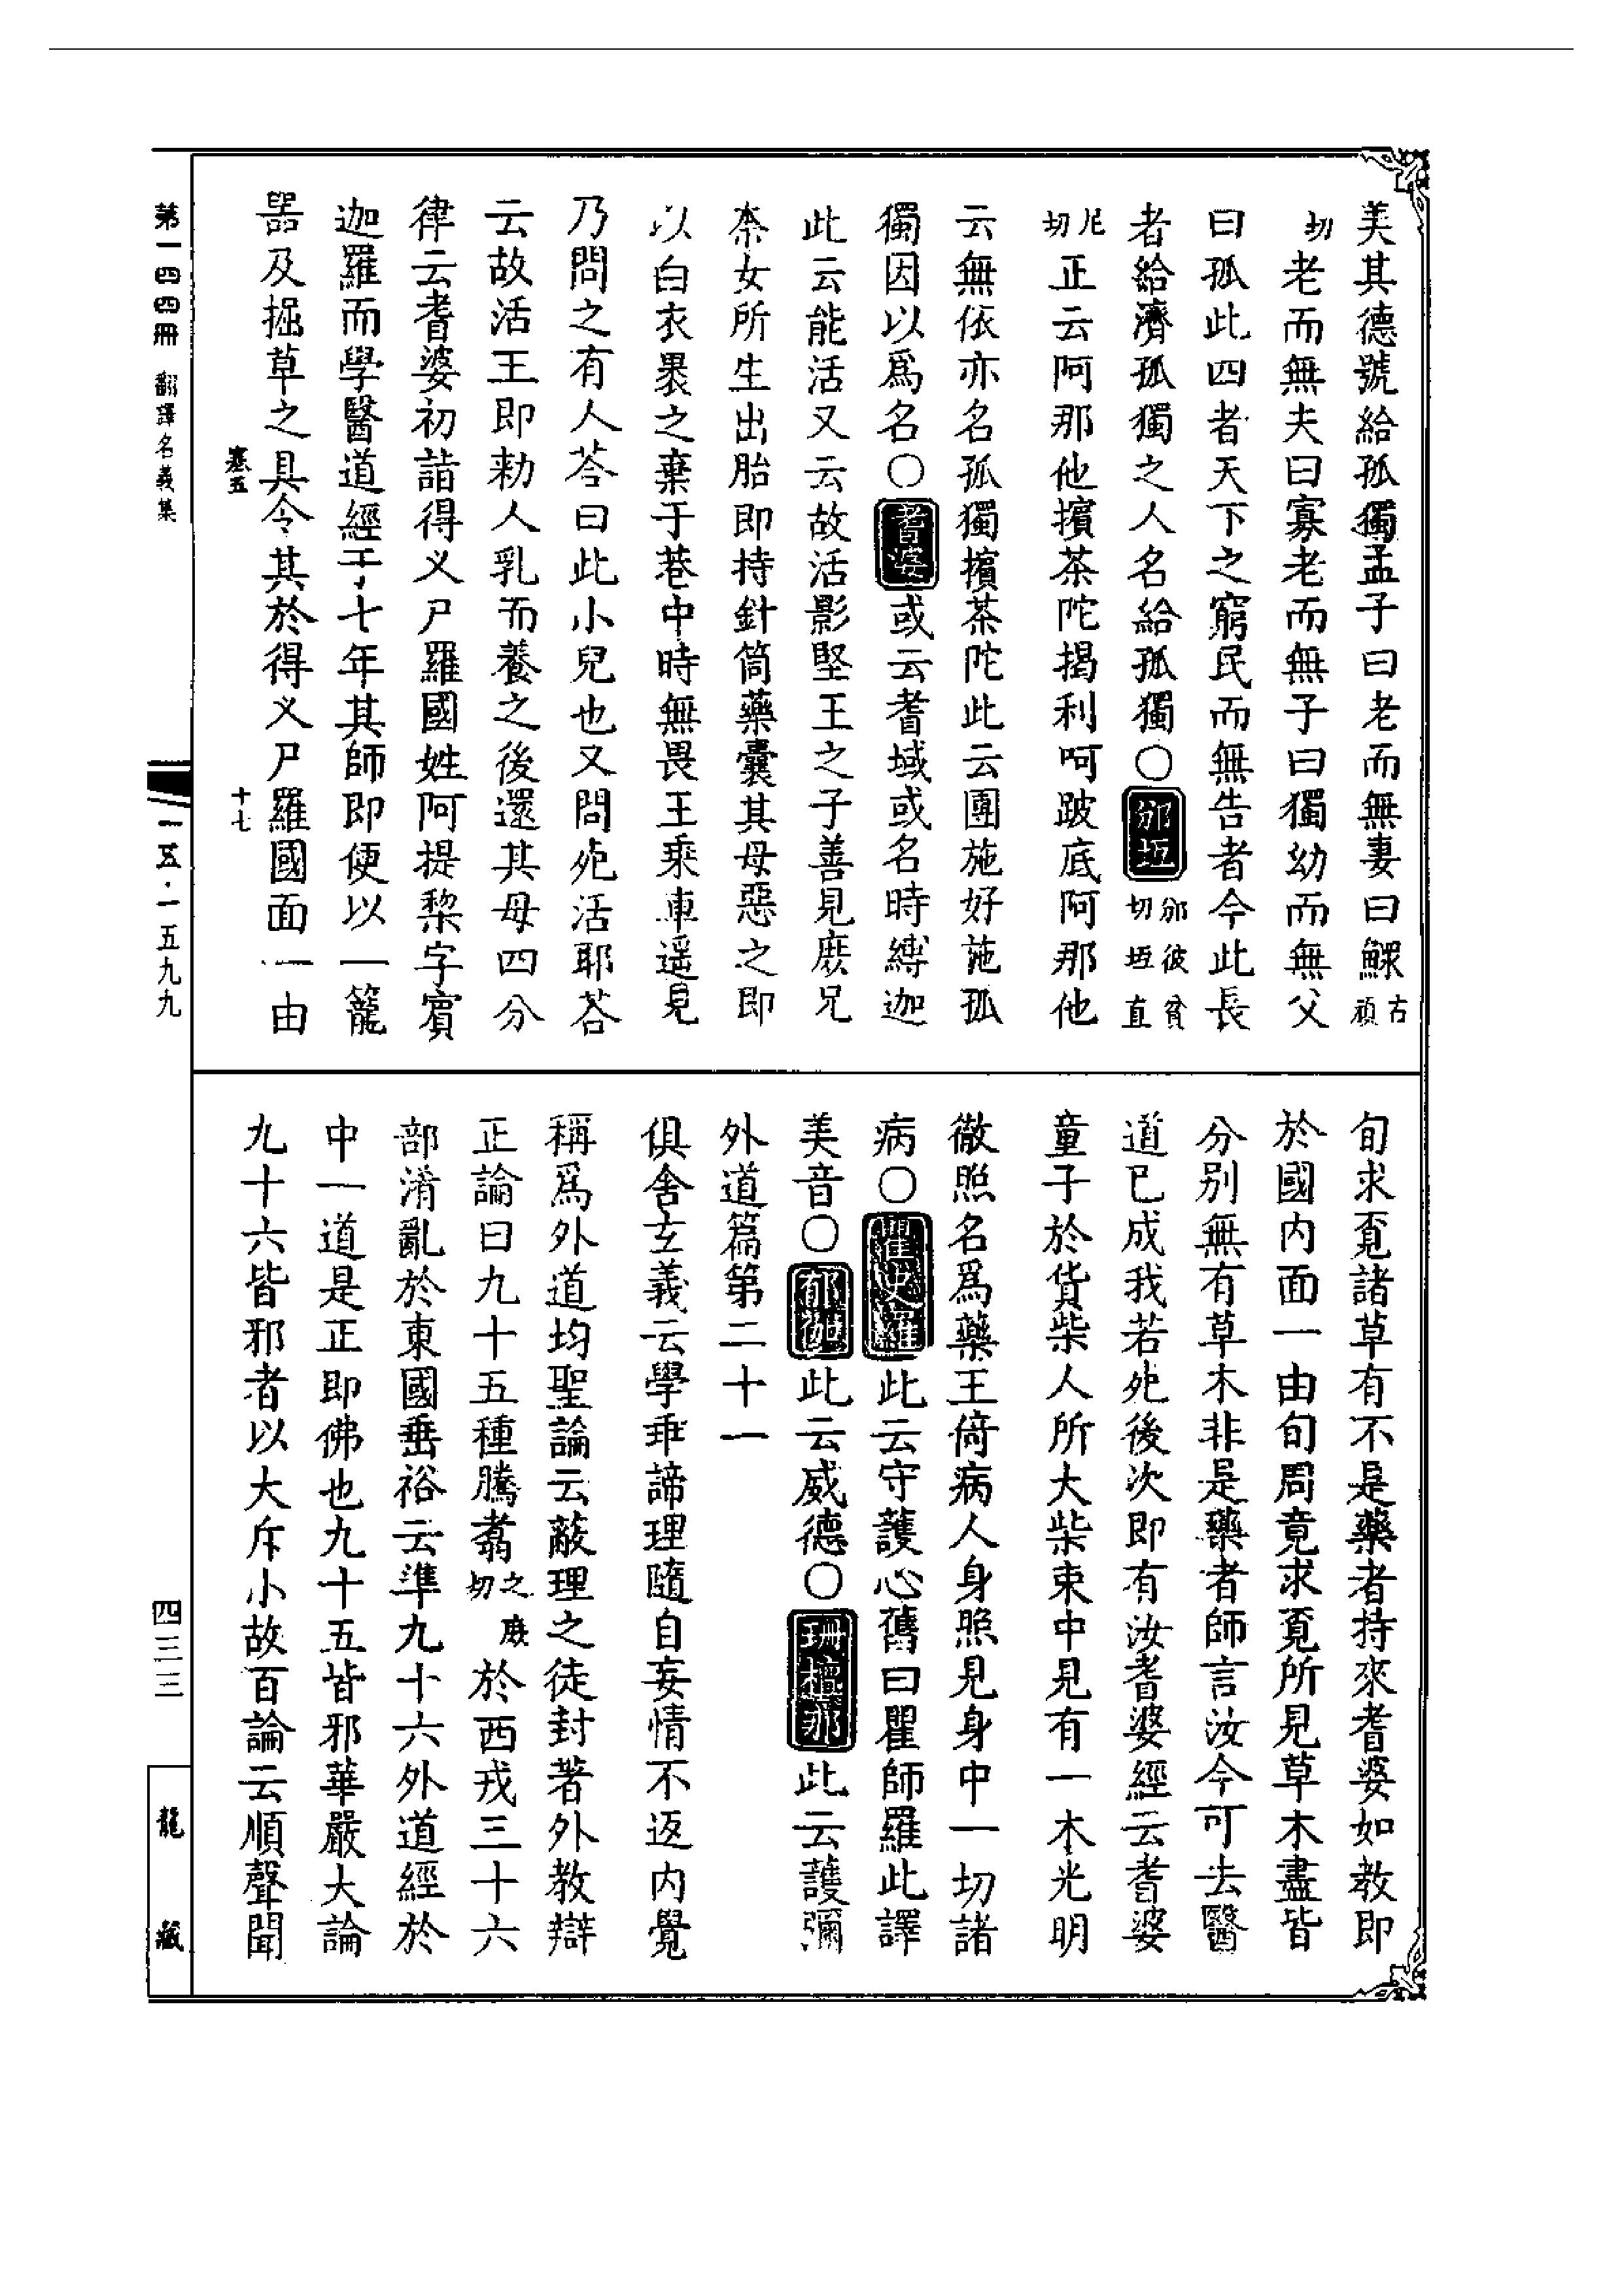 美其德號給孤獨孟子曰老而無妻曰鰥古頑
切老而無夫曰寡老而無子曰獨幼而無父
曰孤此四者天下之窮民而無告者今此長
者給濟孤獨之人名給孤獨○邠坻邠彼貧切坻直
尼切正云阿那他擯茶陀揭利呵跛底阿那他
云無依亦名孤獨擯茶陀此云團施好施孤
獨因以爲名○耆婆或云耆域或名時縛迦
此云能活又云故活影堅王之子善見庶兄
柰女所生出胎即持針筒藥囊其母惡之即
以白衣褁之棄于巷中時無畏王乘車遥見
乃問之有人荅曰此小兒也又問死活耶荅
云故活王即勑人乳而養之後還其母四分
律云耆婆初詣得义尸羅國姓阿提棃字賓
迦羅而學醫道經于七年其師即便以一籠
器及掘草之具令其於得义尸羅國面一由
旬求覔諸草有不是藥者持來耆婆如教即
於國内面一由旬周竟求覔所見草木盡皆
分别無有草木非是藥者師言汝今可去醫
道已成我若死後次即有汝耆婆經云耆婆
童子於貨柴人所大柴束中見有一木光明
徹照名爲藥王倚病人身照見身中一切諸
病○瞿史羅此云守護心舊曰瞿師羅此譯
美音○郁伽此云威德○珊檀那此云護彌
外道篇第二十一
俱舍玄義云學乖諦理隨自妄情不返内覺
稱爲外道均聖論云蔽理之徒封著外教辯
正論曰九十五種騰翥之庶切於西戎三十六
部淆亂於東國垂裕云準九十六外道經於
中一道是正即佛也九十五皆邪華嚴大論
九十六皆邪者以大斥小故百論云順聲聞
第一四四冊 翻譯名義集
塞五 十七
一五·一五九九
四三三
龍藏